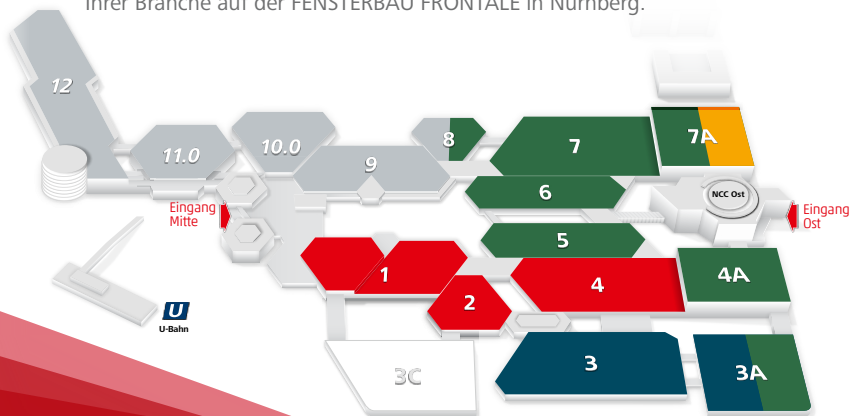 Ihrer Branche auf der FENSTERBAU FRONTALE in Nürnberg.
12
11.0
10.0
9
8
7
7A
6
NCC Ost
Eingang
Mitte
Eingang
Ost
5
1
4
4A
2
U
U-Bahn
3C
3
3A